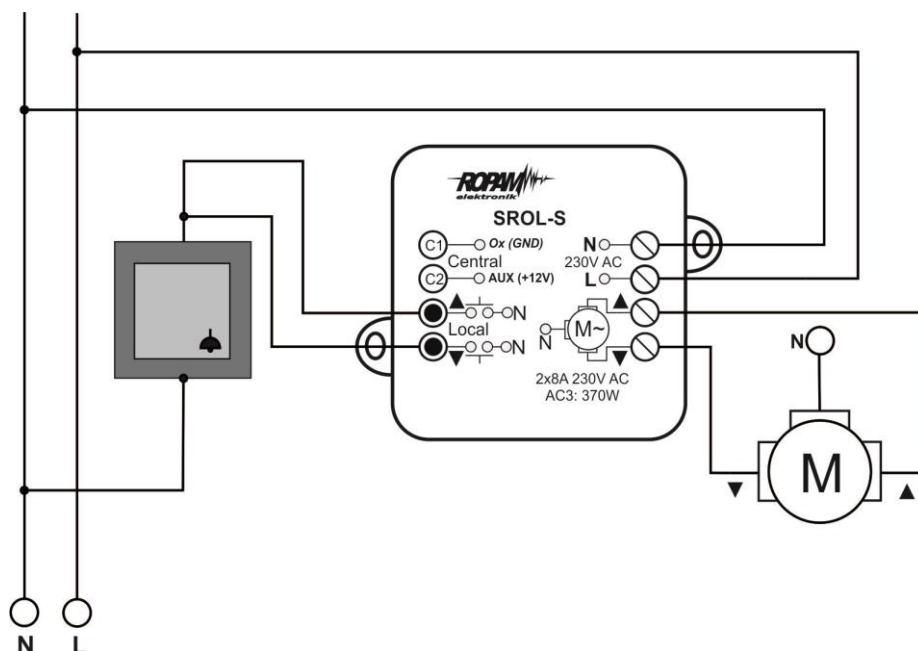 ROPAM
elektronik
SROL-S
C1 Ox (GND)
Central
C2 AUX (+12V)
N
Local
N
N
230V AC
L
M~
N
2x8A 230V AC
AC3: 370W
N
M
N
L